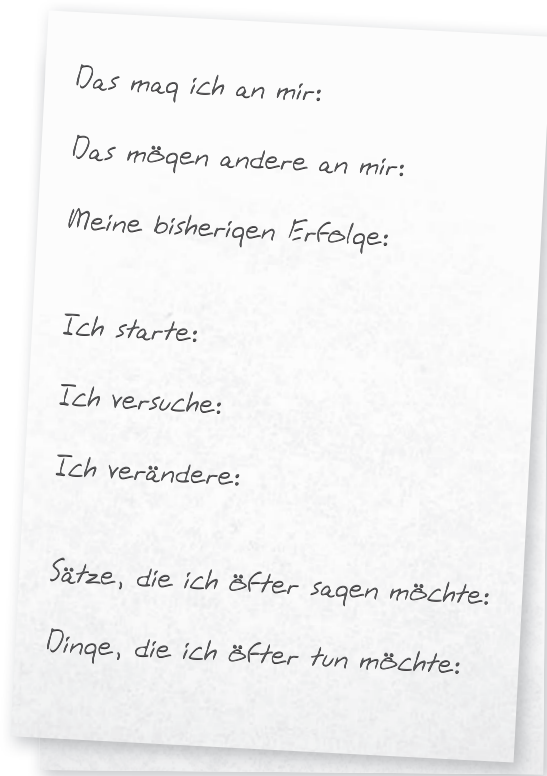 Das mag ich an mir:
Das mögen andere an mir:
Meine bisherigen Erfolge:
Ich starte:
Ich versuche:
Ich verändere:
Sätze, die ich öfter sagen möchte:
Dinge, die ich öfter tun möchte: